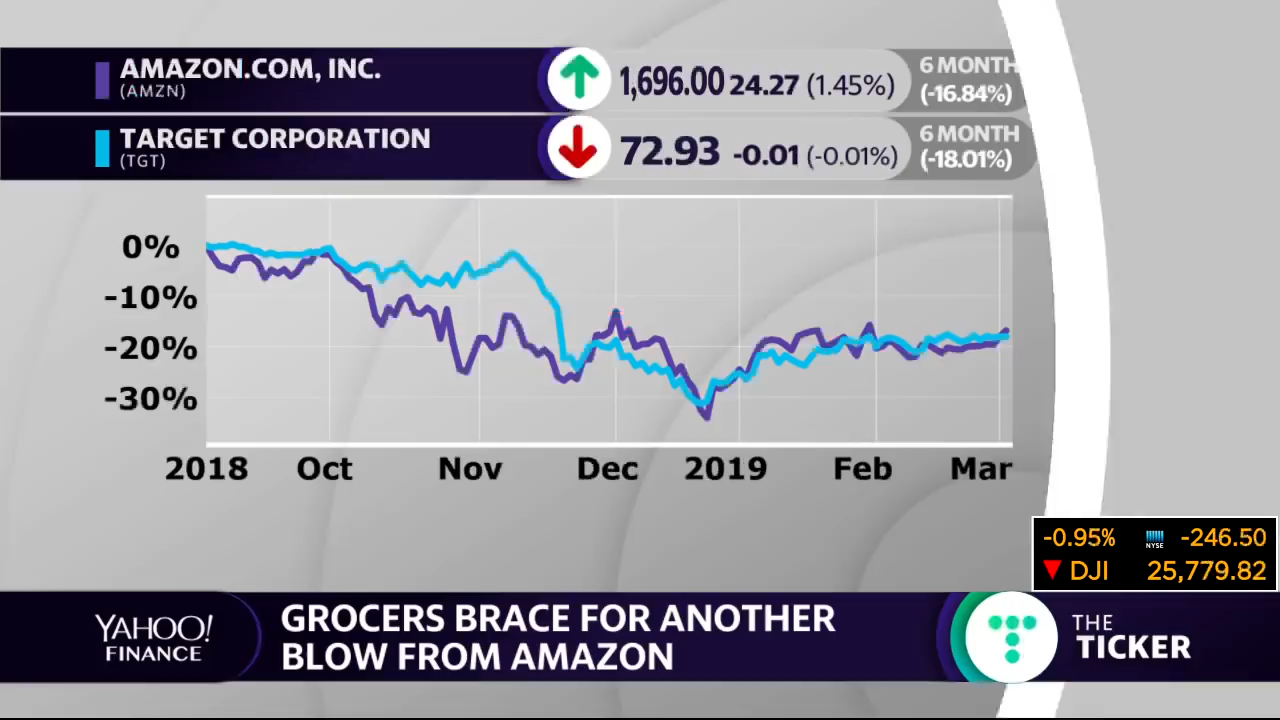 AMAZON.COM, INC.
(AMZN)
1,696.00 24.27 (1.45%)
6 MONTH
(-16.84%)
TARGET CORPORATION
(TGT)
72.93 -0.01 (-0.01%)
6 MONTH
(-18.01%)
0%
-10%
-20%
-30%
2018 Oct Nov Dec 2019 Feb Mar
-0.95% NYSE -246.50
DJI 25,779.82
YAHOO!
FINANCE
GROCERS BRACE FOR ANOTHER
BLOW FROM AMAZON
THE
TICKER